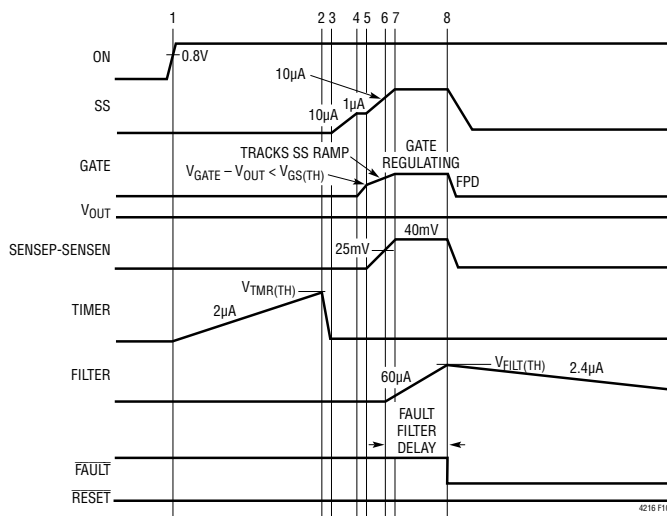 1 2 3 4 5 6 7 8
ON
0.8V
10µA
SS
10µA
1µA
TRACKS SS RAMP
GATE
REGULATING
GATE
V_GATE – V_OUT < V_GS(TH)
FPD
V_OUT
40mV
SENSEP-SENSEN
25mV
V_TMR(TH)
TIMER
2µA
V_FILT(TH)
2.4µA
FILTER
60µA
FAULT
FILTER
DELAY
FAULT
RESET
4216 F10